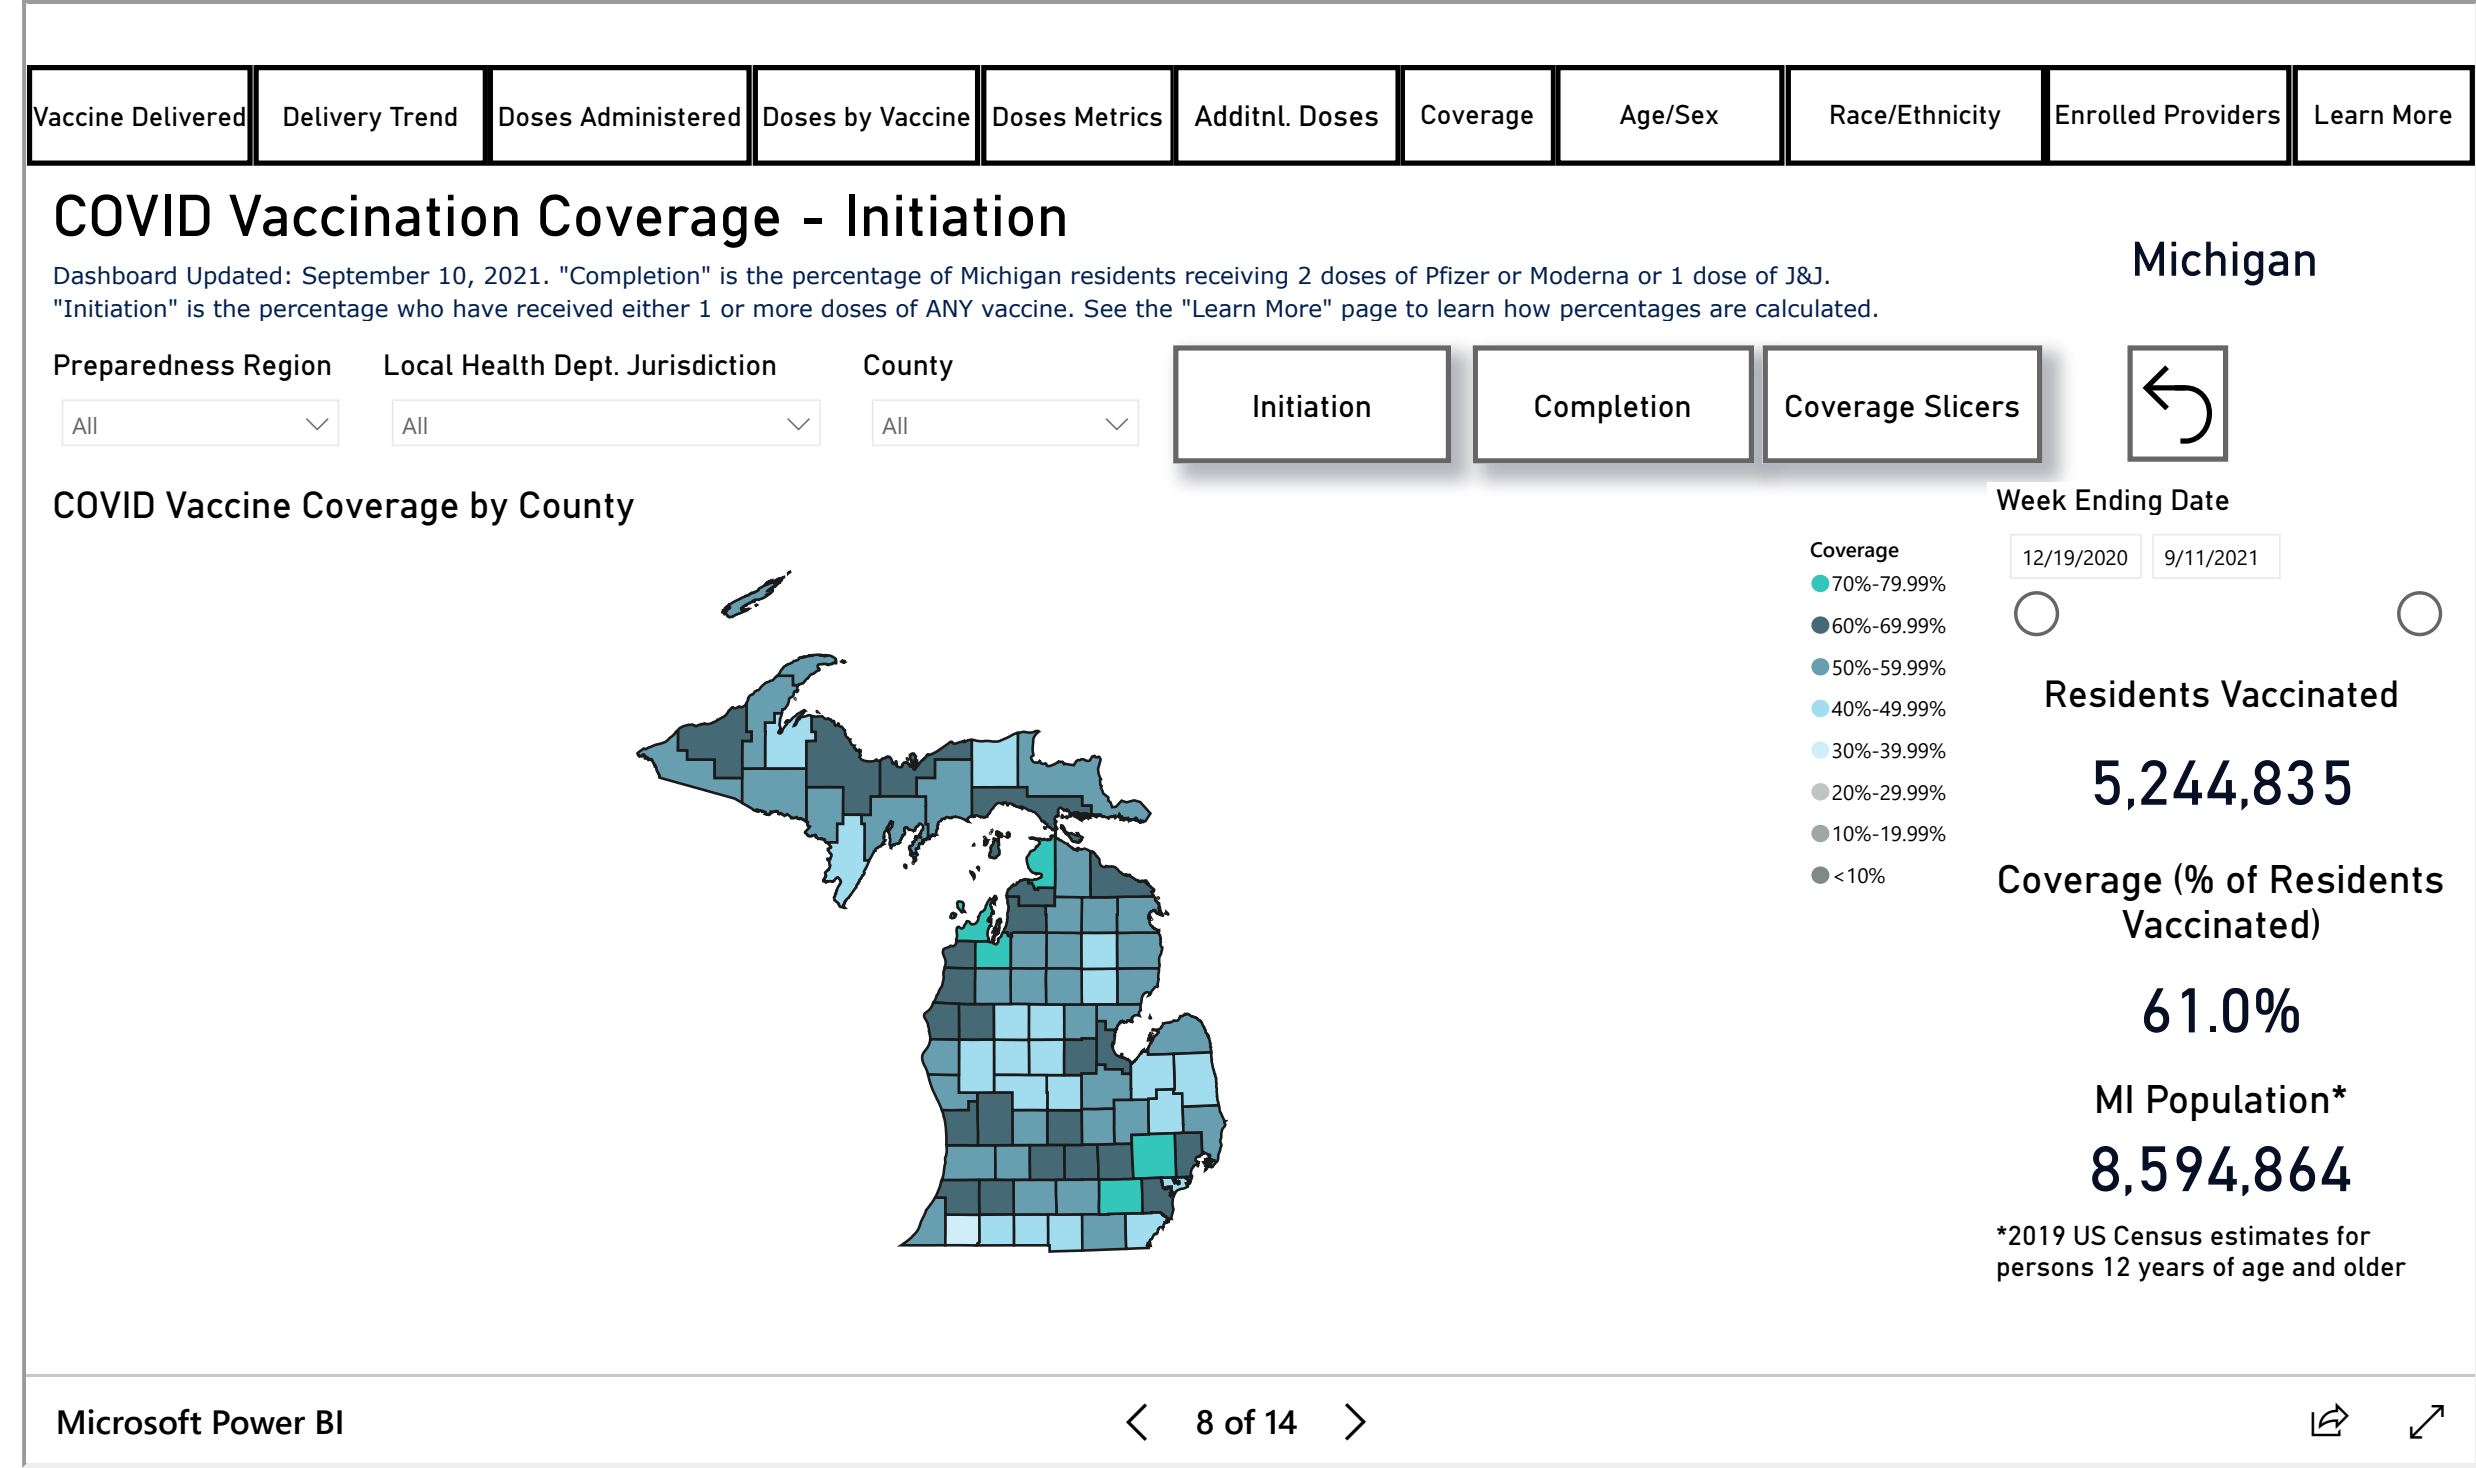 Vaccine Delivered
Delivery Trend
Doses Administered
Doses by Vaccine
Doses Metrics
Additnl. Doses
Coverage
Age/Sex
Race/Ethnicity
Enrolled Providers
Learn More
COVID Vaccination Coverage - Initiation
Michigan
Dashboard Updated: September 10, 2021. "Completion" is the percentage of Michigan residents receiving 2 doses of Pfizer or Moderna or 1 dose of J&J.
"Initiation" is the percentage who have received either 1 or more doses of ANY vaccine. See the "Learn More" page to learn how percentages are calculated.
Preparedness Region
All
Local Health Dept. Jurisdiction
All
County
All
Initiation
Completion
Coverage Slicers
COVID Vaccine Coverage by County
Coverage
70%-79.99%
60%-69.99%
50%-59.99%
40%-49.99%
30%-39.99%
20%-29.99%
10%-19.99%
<10%
Week Ending Date
12/19/2020
9/11/2021
Residents Vaccinated
5,244,835
Coverage (% of Residents
Vaccinated)
61.0%
MI Population*
8,594,864
*2019 US Census estimates for
persons 12 years of age and older
Microsoft Power BI
8 of 14